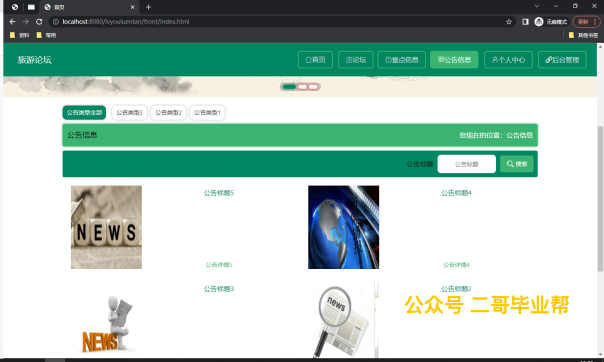 首页
localhost:8080/lvyouluentan/front/index.html
无痕模式
更新
资料
常用
其他书签
旅游论坛
首页
论坛
景点信息
公告信息
个人中心
后台管理
公告类型全部
公告类型3
公告类型2
公告类型1
公告信息
您现在的位置：公告信息
公告标题
公告标题
搜索
NEWS
公告标题5
公告详情5
公告标题4
公告详情4
NEWS
公告标题3
news
公告标题2
公众号 二哥毕业帮